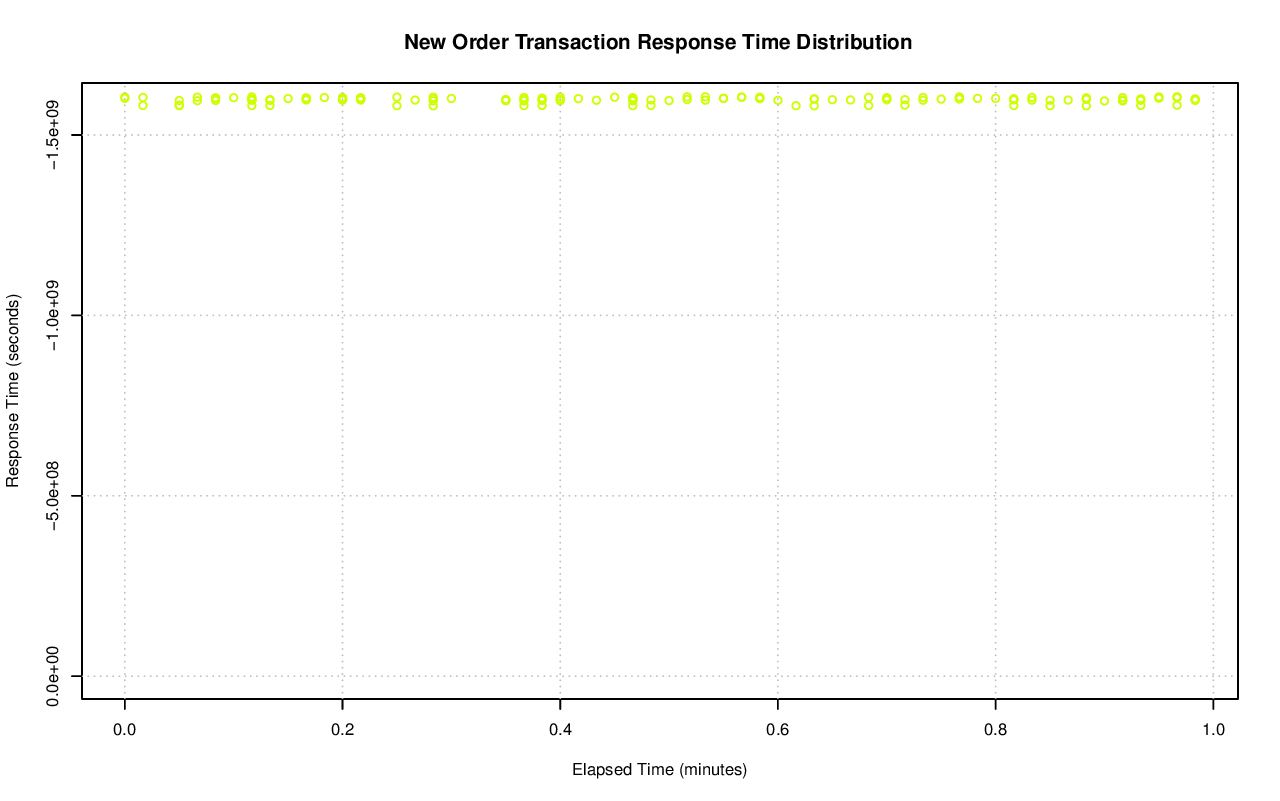 New Order Transaction Response Time Distribution
Response Time (seconds)
−1.5e+09
−1.0e+09
−5.0e+08
0.0e+00
0.0 0.2 0.4 0.6 0.8 1.0
Elapsed Time (minutes)